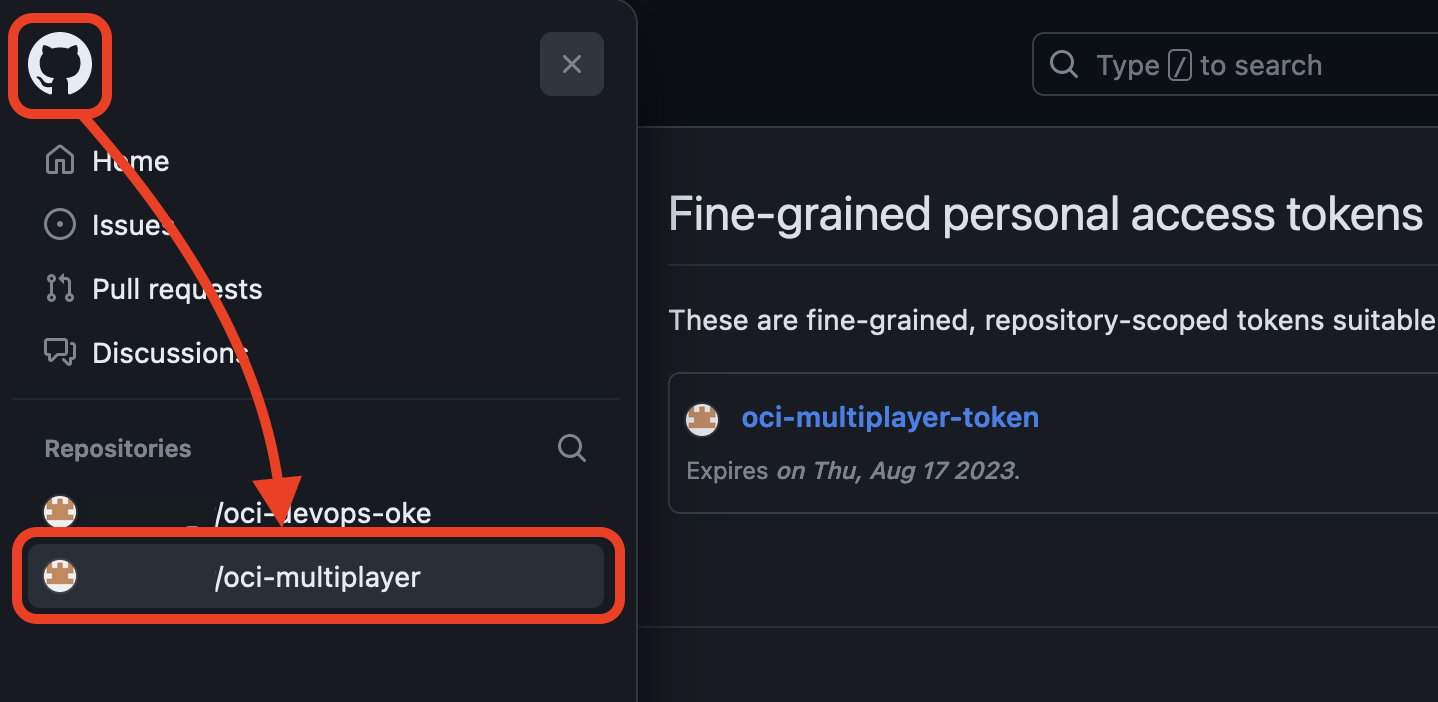 Type / to search
Home
Issues
Pull requests
Discussions
Repositories
/oci-devops-oke
/oci-multiplayer
Fine-grained personal access tokens
These are fine-grained, repository-scoped tokens suitable
oci-multiplayer-token
Expires on Thu, Aug 17 2023.